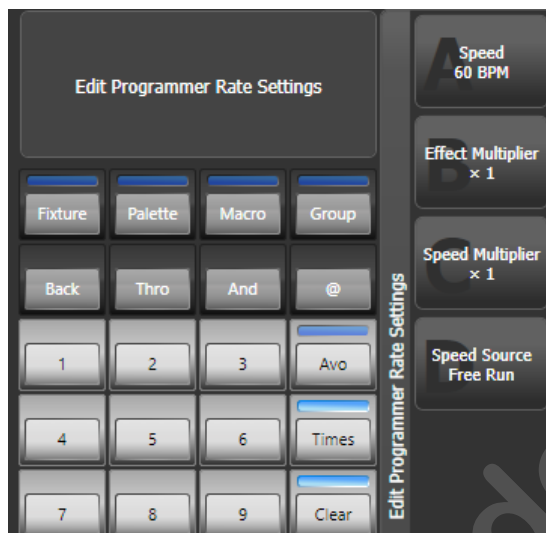 Edit Programmer Rate Settings
Fixture
Palette
Macro
Group
Back
Thro
And
@
1
2
3
Avo
4
5
6
Times
7
8
9
Clear
Edit Programmer Rate Settings
A
Speed
60 BPM
B
Effect Multiplier
× 1
C
Speed Multiplier
× 1
D
Speed Source
Free Run